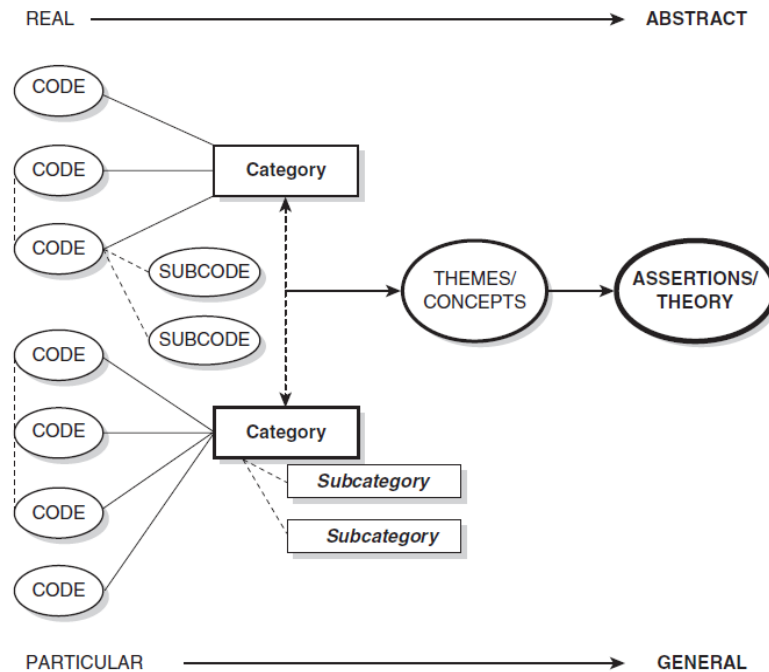 REAL
ABSTRACT
CODE
CODE
Category
CODE
SUBCODE
THEMES/
CONCEPTS
ASSERTIONS/
THEORY
SUBCODE
CODE
CODE
Category
Subcategory
CODE
Subcategory
CODE
PARTICULAR
GENERAL